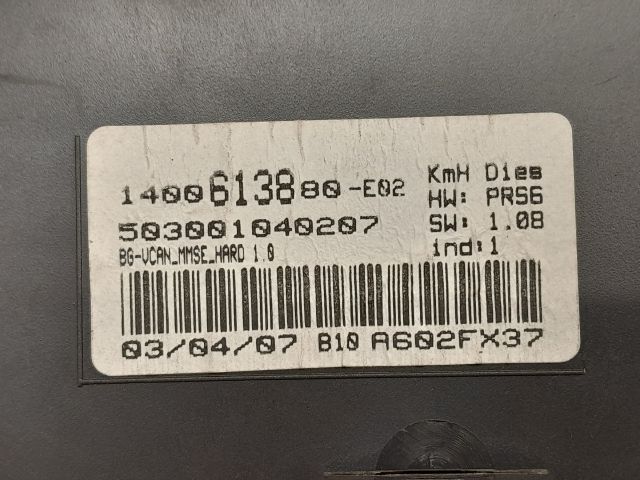 1400613880-E02 KmH Dies
HW: PRS6
503001040207 SW: 1.08
BG-VCAN_MMSE_HARD 1.0 ind:1
03/04/07 B10 A602FX37